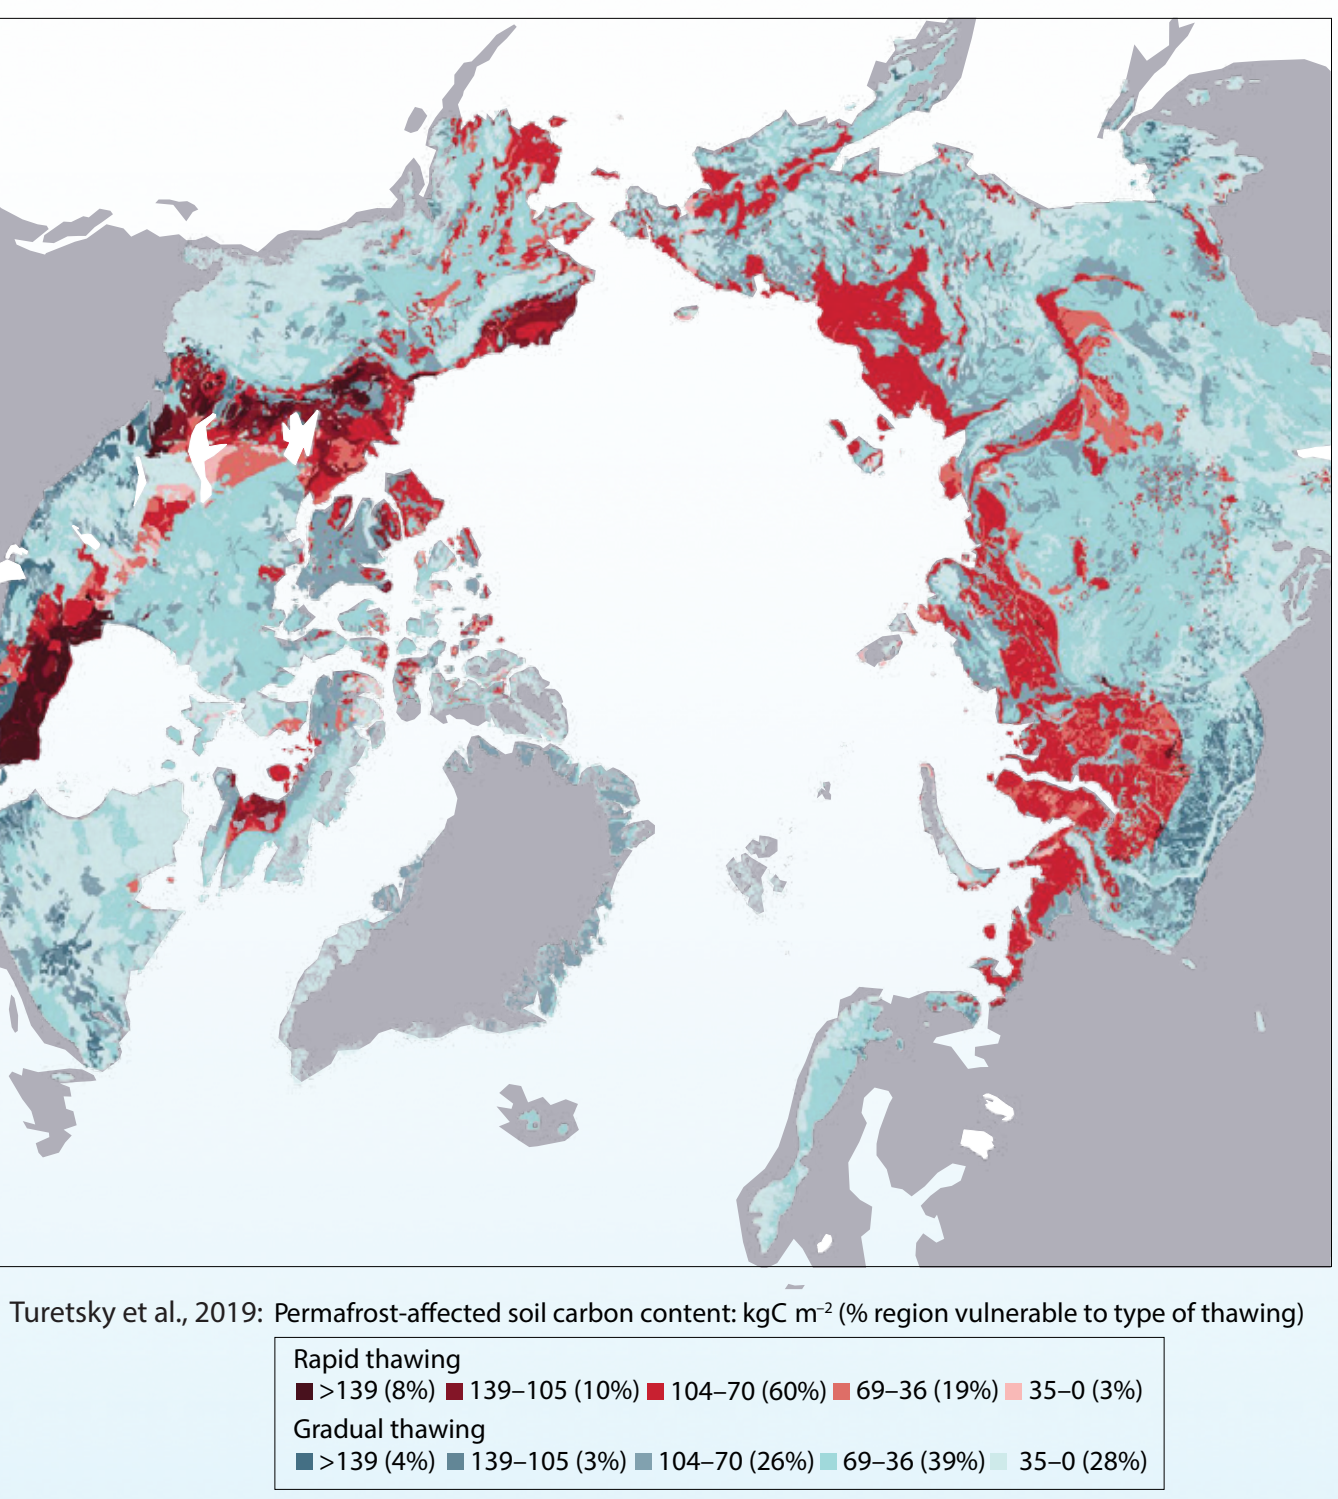 Turetsky et al., 2019: Permafrost-affected soil carbon content: kgC m⁻² (% region vulnerable to type of thawing)
Rapid thawing
>139 (8%) 139–105 (10%) 104–70 (60%) 69–36 (19%) 35–0 (3%)
Gradual thawing
>139 (4%) 139–105 (3%) 104–70 (26%) 69–36 (39%) 35–0 (28%)